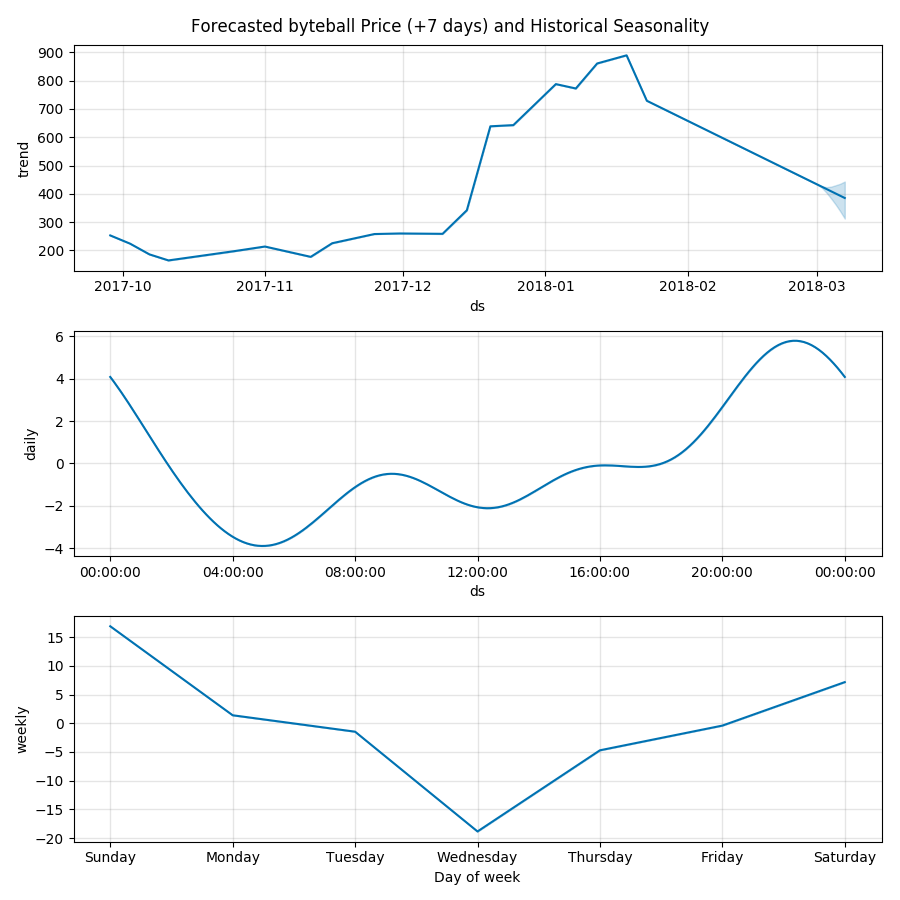 Forecasted byteball Price (+7 days) and Historical Seasonality
900
800
700
600
500
400
300
200
trend
2017-10 2017-11 2017-12 2018-01 2018-02 2018-03
ds
6
4
2
0
−2
−4
daily
00:00:00 04:00:00 08:00:00 12:00:00 16:00:00 20:00:00 00:00:00
ds
15
10
5
0
−5
−10
−15
−20
weekly
Sunday Monday Tuesday Wednesday Thursday Friday Saturday
Day of week